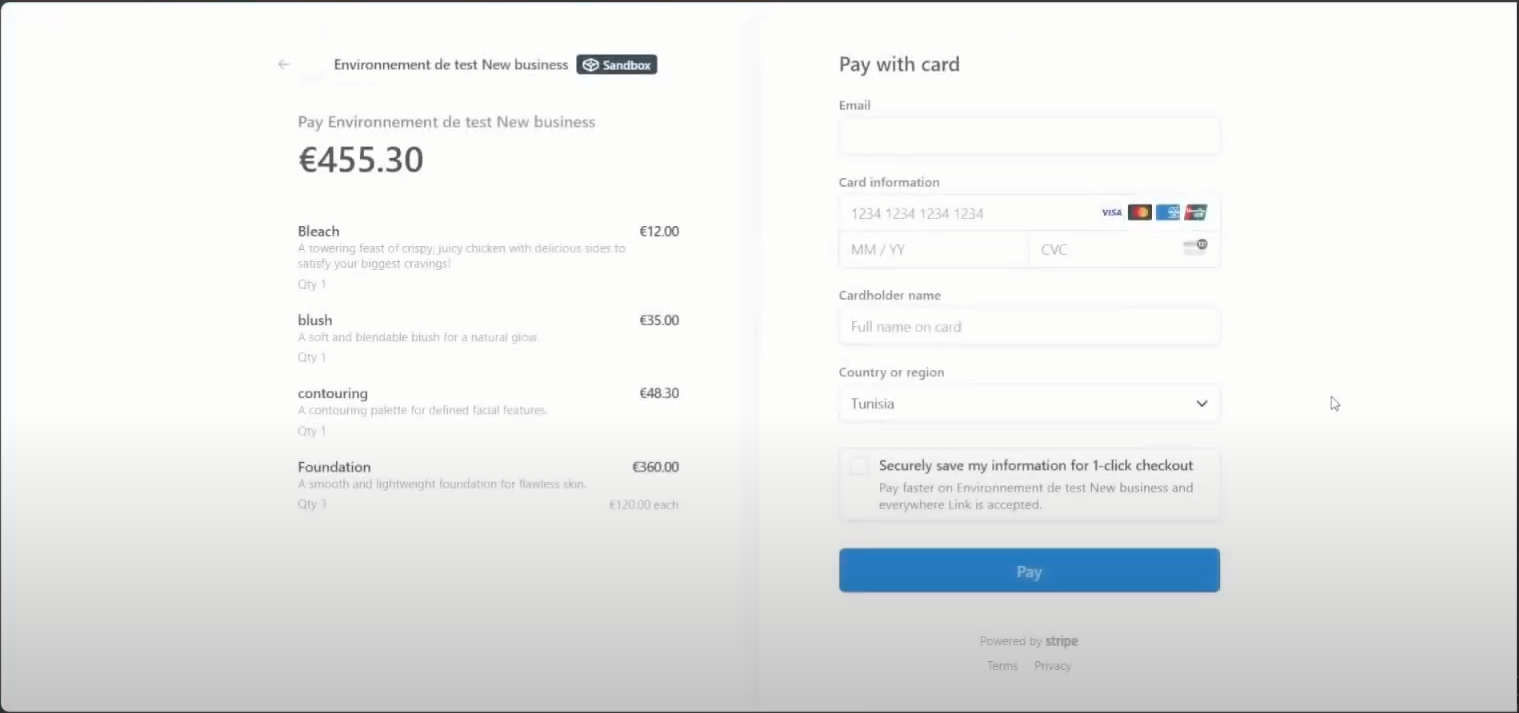 Environnement de test New business Sandbox
Pay Environnement de test New business
€455.30
Bleach €12.00
A towering feast of crispy, juicy chicken with delicious sides to
satisfy your biggest cravings!
Qty 1
blush €35.00
A soft and blendable blush for a natural glow.
Qty 1
contouring €48.30
A contouring palette for defined facial features.
Qty 1
Foundation €360.00
A smooth and lightweight foundation for flawless skin.
Qty 3 €120.00 each
Pay with card
Email
Card information
1234 1234 1234 1234 VISA
MM / YY CVC
Cardholder name
Full name on card
Country or region
Tunisia
Securely save my information for 1-click checkout
Pay faster on Environnement de test New business and
everywhere Link is accepted.
Pay
Powered by stripe
Terms Privacy